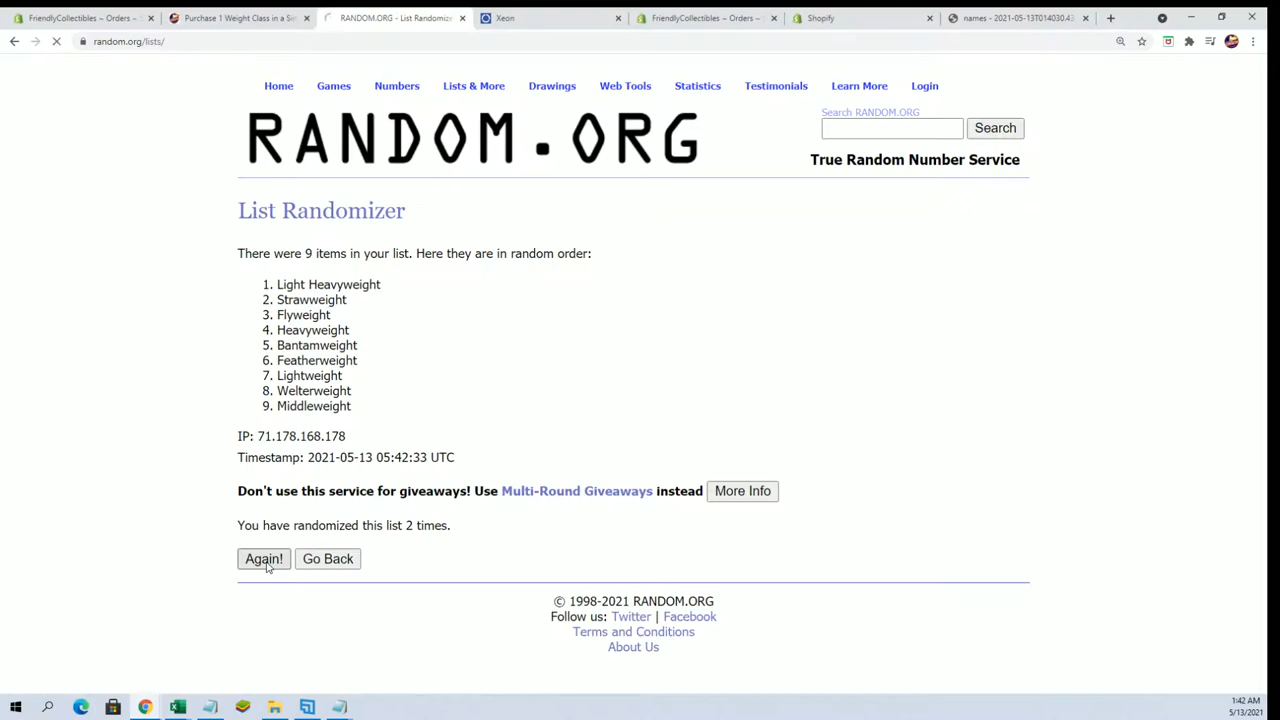 FriendlyCollectibles ~ Orders ~ S
Purchase 1 Weight Class in a Se
RANDOM.ORG - List Randomizer
Xeon
FriendlyCollectibles ~ Orders ~ S
Shopify
names - 2021-05-13T014030.43
random.org/lists/
Home Games Numbers Lists & More Drawings Web Tools Statistics Testimonials Learn More Login
RANDOM.ORG
Search RANDOM.ORG
Search
True Random Number Service
List Randomizer
There were 9 items in your list. Here they are in random order:
1. Light Heavyweight
2. Strawweight
3. Flyweight
4. Heavyweight
5. Bantamweight
6. Featherweight
7. Lightweight
8. Welterweight
9. Middleweight
IP: 71.178.168.178
Timestamp: 2021-05-13 05:42:33 UTC
Don't use this service for giveaways! Use Multi-Round Giveaways instead More Info
You have randomized this list 2 times.
Again! Go Back
© 1998-2021 RANDOM.ORG
Follow us: Twitter | Facebook
Terms and Conditions
About Us
1:42 AM
5/13/2021